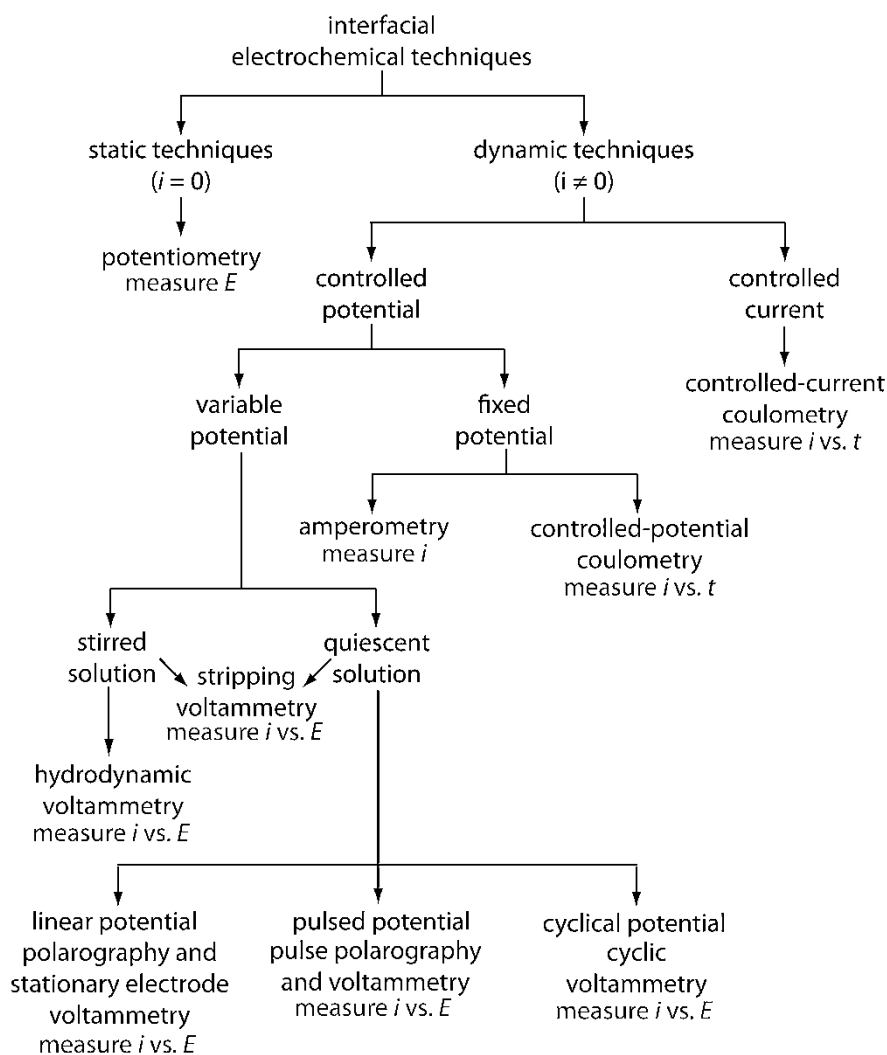 interfacial
electrochemical techniques
static techniques
(i = 0)
dynamic techniques
(i ≠ 0)
potentiometry
measure E
controlled
potential
controlled
current
controlled-current
coulometry
measure i vs. t
variable
potential
fixed
potential
amperometry
measure i
controlled-potential
coulometry
measure i vs. t
stirred
solution
quiescent
solution
stripping
voltammetry
measure i vs. E
hydrodynamic
voltammetry
measure i vs. E
linear potential
polarography and
stationary electrode
voltammetry
measure i vs. E
pulsed potential
pulse polarography
and voltammetry
measure i vs. E
cyclical potential
cyclic
voltammetry
measure i vs. E